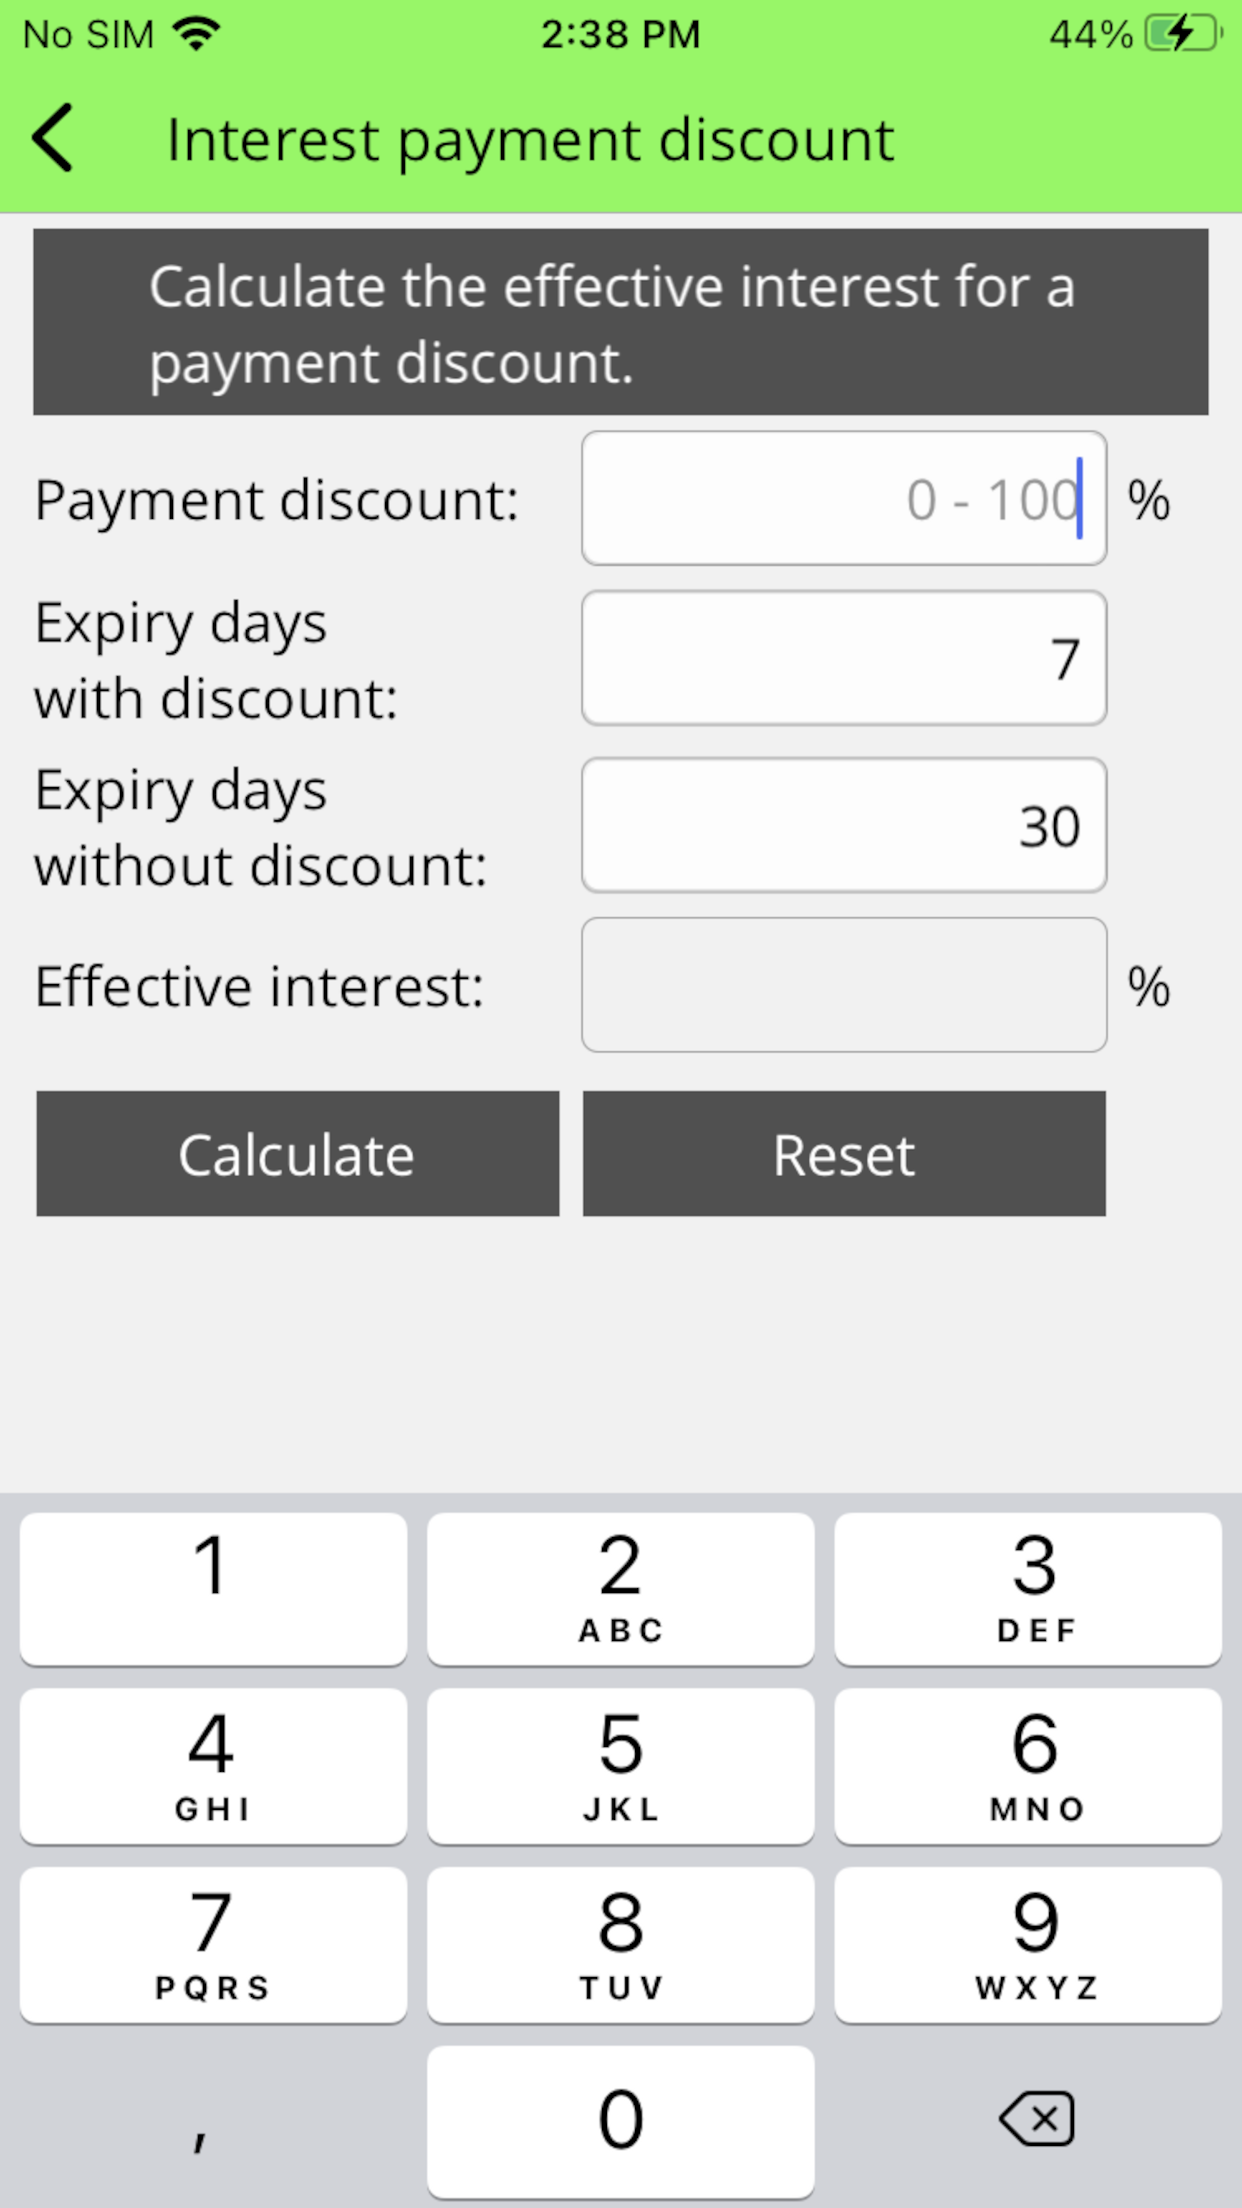 No SIM 2:38 PM 44%
Interest payment discount
Calculate the effective interest for a
payment discount.
Payment discount: 0 - 100 %
Expiry days
with discount: 7
Expiry days
without discount: 30
Effective interest: %
Calculate Reset
1 2 3
ABC DEF
4 5 6
GHI JKL MNO
7 8 9
PQRS TUV WXYZ
, 0